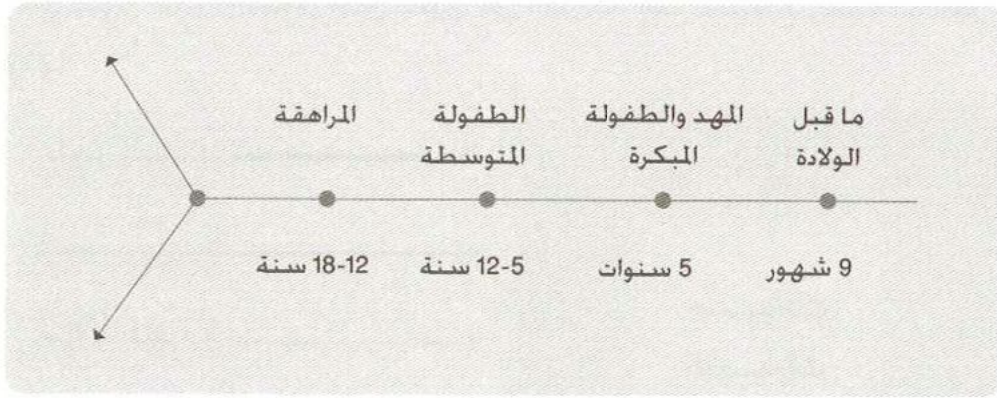 ما قبل
الولادة
المهد والطفولة
المبكرة
الطفولة
المتوسطة
المراهقة
9 شهور
5 سنوات
12-5 سنة
18-12 سنة